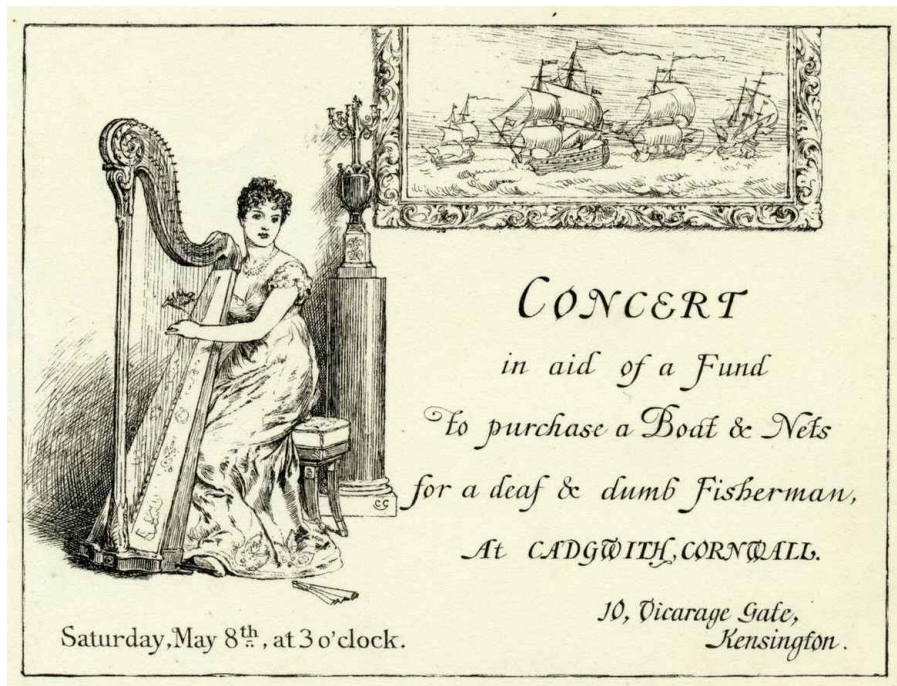 CONCERT
in aid of a Fund
to purchase a Boat & Nets
for a deaf & dumb Fisherman,
At CADGWITH, CORNWALL.
10, Vicarage Gate,
Kensington.
Saturday, May 8th, at 3 o'clock.
CG